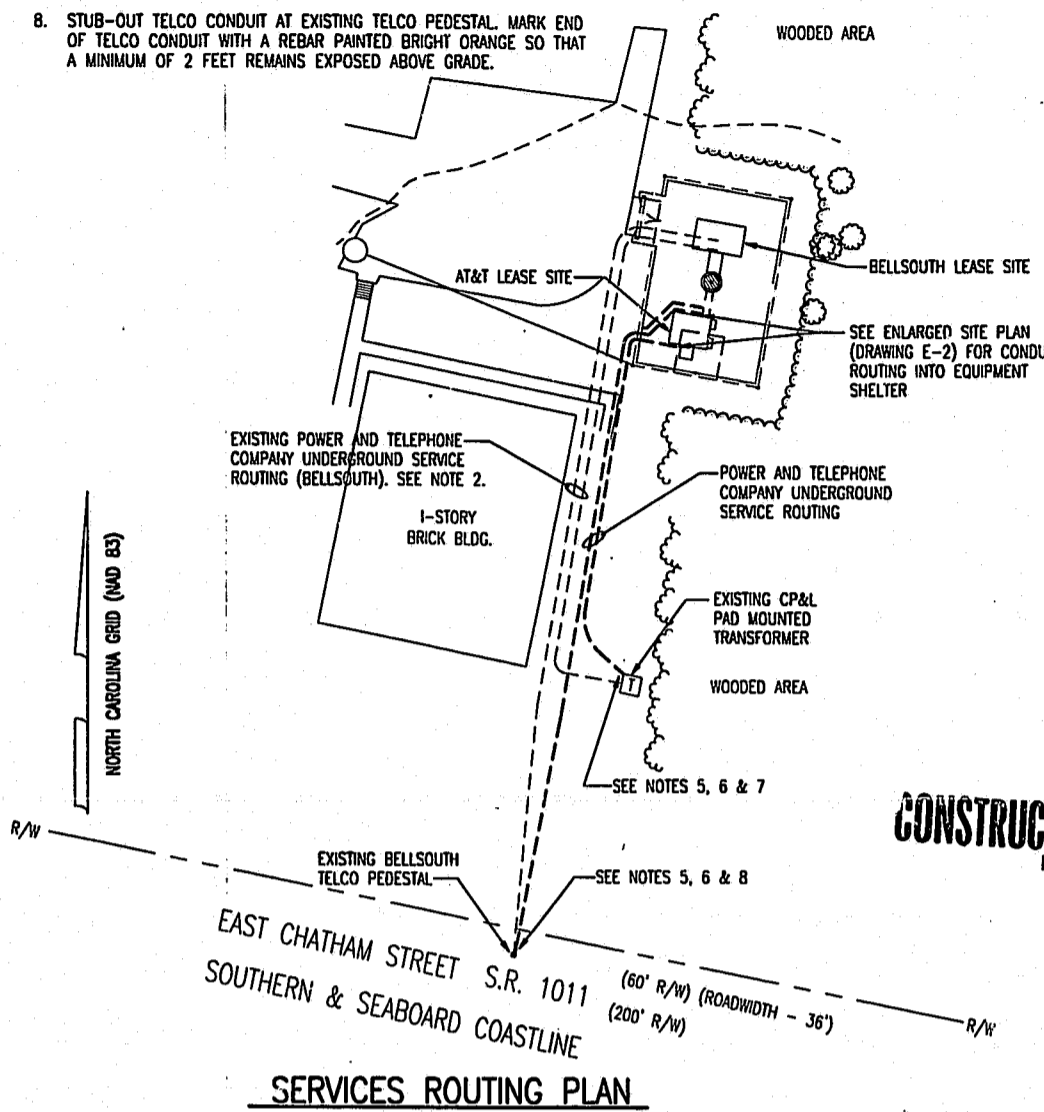 8. STUB-OUT TELCO CONDUIT AT EXISTING TELCO PEDESTAL. MARK END
OF TELCO CONDUIT WITH A REBAR PAINTED BRIGHT ORANGE SO THAT
A MINIMUM OF 2 FEET REMAINS EXPOSED ABOVE GRADE.
WOODED AREA
BELLSOUTH LEASE SITE
AT&T LEASE SITE
SEE ENLARGED SITE PLAN
(DRAWING E-2) FOR CONDU
ROUTING INTO EQUIPMENT
SHELTER
EXISTING POWER AND TELEPHONE
COMPANY UNDERGROUND SERVICE
ROUTING (BELLSOUTH). SEE NOTE 2.
POWER AND TELEPHONE
COMPANY UNDERGROUND
SERVICE ROUTING
1-STORY
BRICK BLDG.
NORTH CAROLINA GRID (NAD 83)
EXISTING CP&L
PAD MOUNTED
TRANSFORMER
T
WOODED AREA
SEE NOTES 5, 6 & 7
CONSTRUC
R/W
EXISTING BELLSOUTH
TELCO PEDESTAL
SEE NOTES 5, 6 & 8
EAST CHATHAM STREET S.R. 1011 (60' R/W) (ROADWIDTH - 36')
SOUTHERN & SEABOARD COASTLINE (200' R/W)
R/W
SERVICES ROUTING PLAN